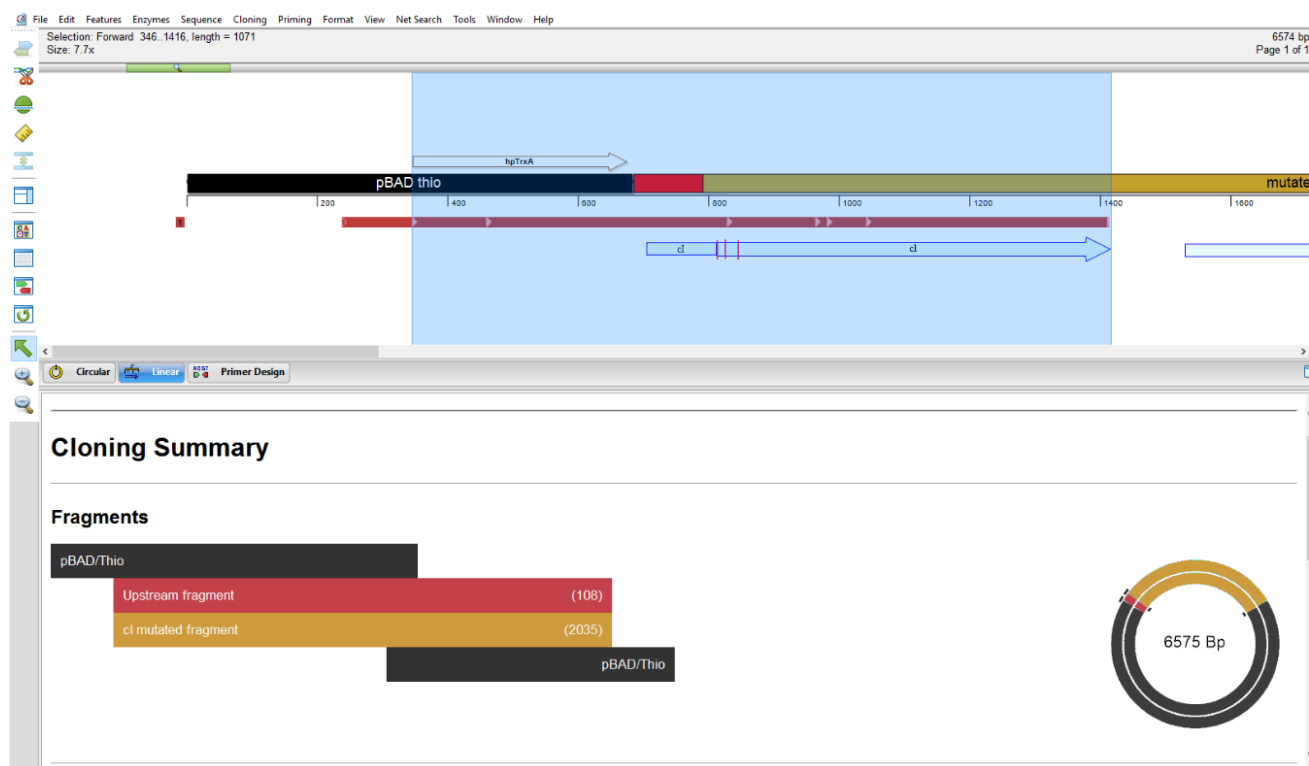 File Edit Features Enzymes Sequence Cloning Priming Format View Net Search Tools Window Help
Selection: Forward 346..1416, length = 1071
6574 bp
Size: 7.7x
Page 1 of 1
hpTrxA
pBAD thio
mutate
200 400 600 800 1000 1200 1400 1600
1
cI
cI
Circular Linear Primer Design
Cloning Summary
Fragments
pBAD/Thio
Upstream fragment (108)
cI mutated fragment (2035)
pBAD/Thio
6575 Bp